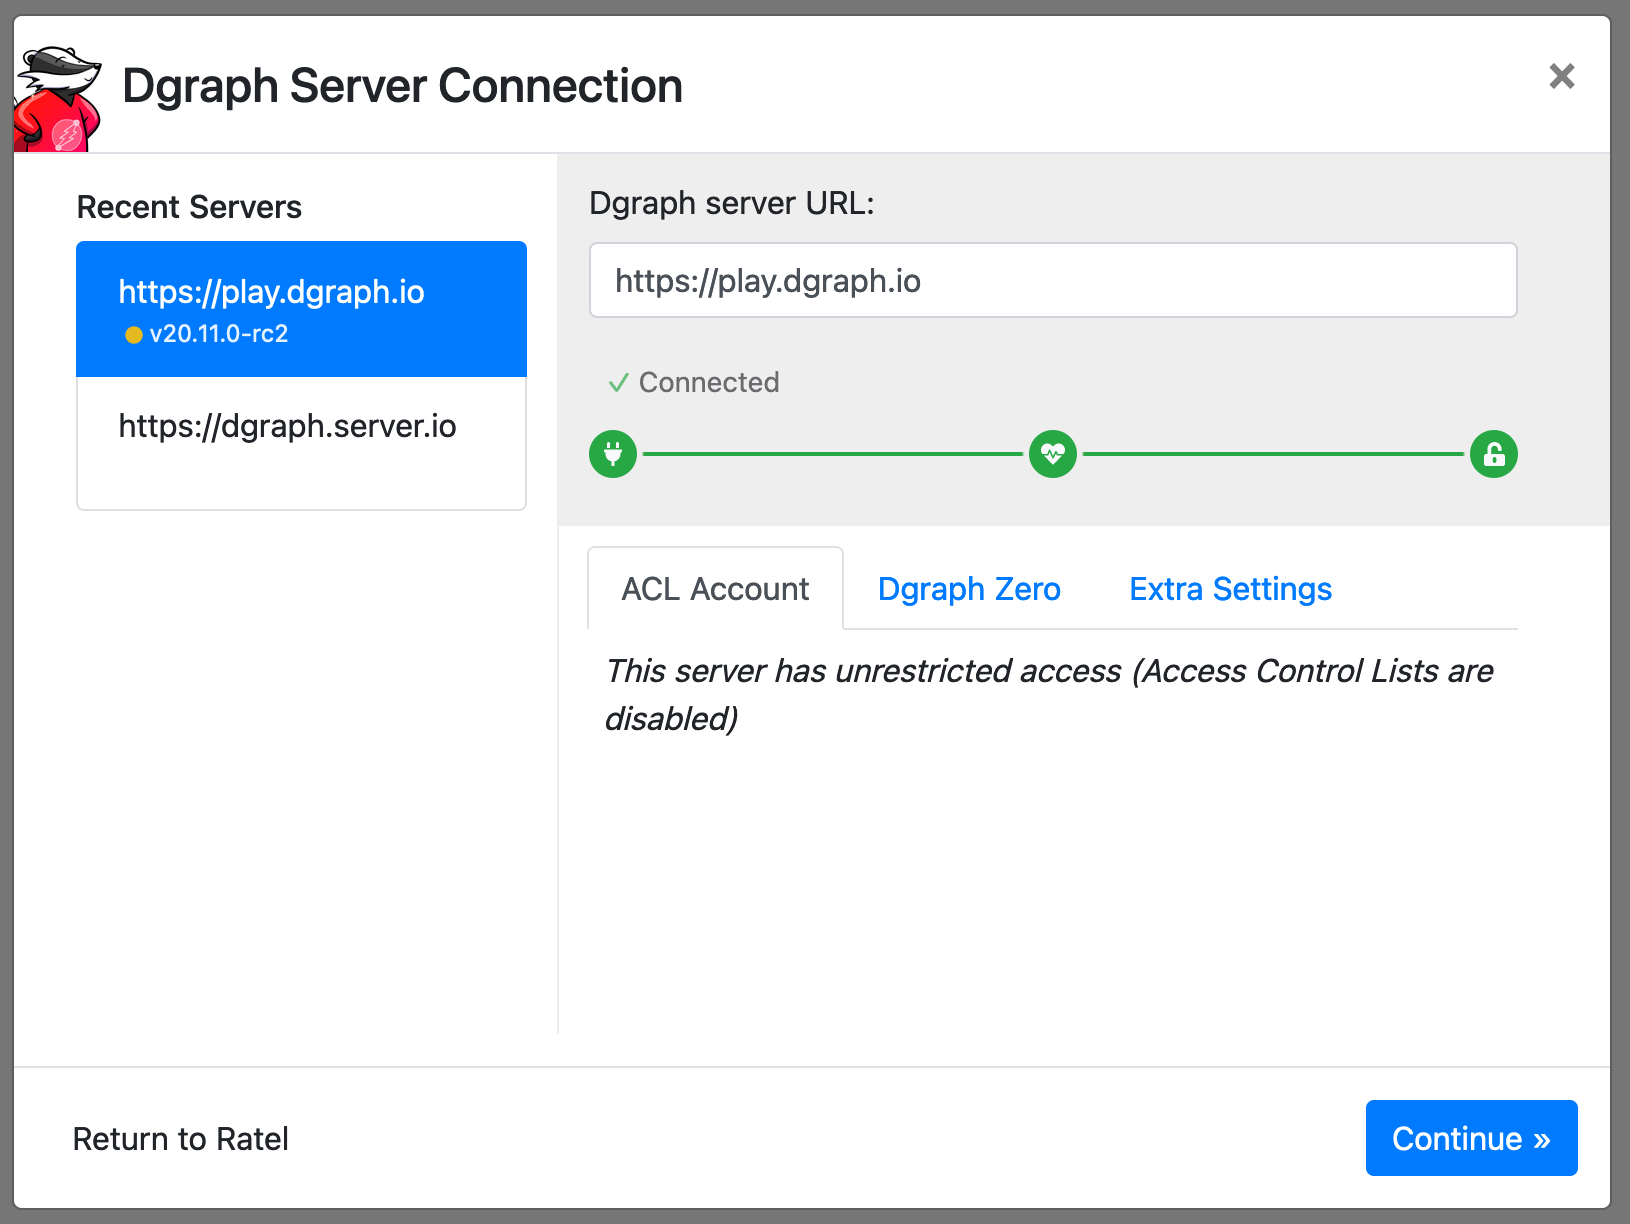 Dgraph Server Connection
×
Recent Servers
https://play.dgraph.io
v20.11.0-rc2
https://dgraph.server.io
Dgraph server URL:
https://play.dgraph.io
✓ Connected
ACL Account
Dgraph Zero
Extra Settings
This server has unrestricted access (Access Control Lists are
disabled)
Return to Ratel
Continue »